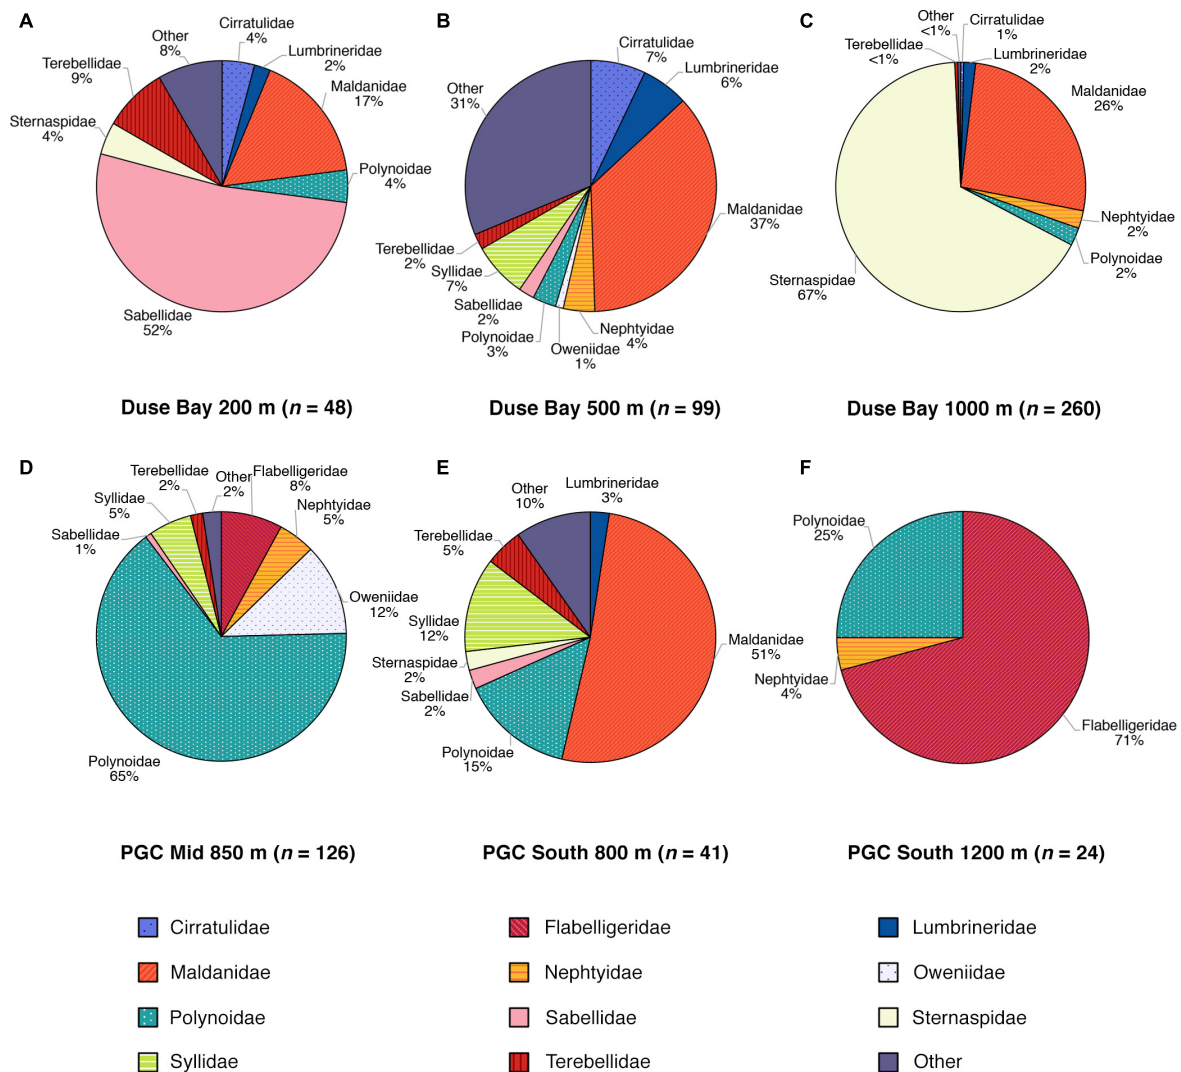 A
Cirratulidae
4%
Lumbrineridae
2%
Maldanidae
17%
Polynoidae
4%
Sabellidae
52%
Sternaspidae
4%
Terebellidae
9%
Other
8%
Duse Bay 200 m (n = 48)
B
Cirratulidae
7%
Lumbrineridae
6%
Maldanidae
37%
Nephtyidae
4%
Oweniidae
1%
Polynoidae
3%
Sabellidae
2%
Syllidae
7%
Terebellidae
2%
Other
31%
Duse Bay 500 m (n = 99)
C
Other
<1%
Cirratulidae
1%
Lumbrineridae
2%
Maldanidae
26%
Nephtyidae
2%
Polynoidae
2%
Sternaspidae
67%
Terebellidae
<1%
Duse Bay 1000 m (n = 260)
D
Flabelligeridae
8%
Nephtyidae
5%
Oweniidae
12%
Polynoidae
65%
Sabellidae
1%
Syllidae
5%
Terebellidae
2%
Other
2%
PGC Mid 850 m (n = 126)
E
Lumbrineridae
3%
Maldanidae
51%
Polynoidae
15%
Sabellidae
2%
Sternaspidae
2%
Syllidae
12%
Terebellidae
5%
Other
10%
PGC South 800 m (n = 41)
F
Polynoidae
25%
Nephtyidae
4%
Flabelligeridae
71%
PGC South 1200 m (n = 24)
Cirratulidae
Flabelligeridae
Lumbrineridae
Maldanidae
Nephtyidae
Oweniidae
Polynoidae
Sabellidae
Sternaspidae
Syllidae
Terebellidae
Other